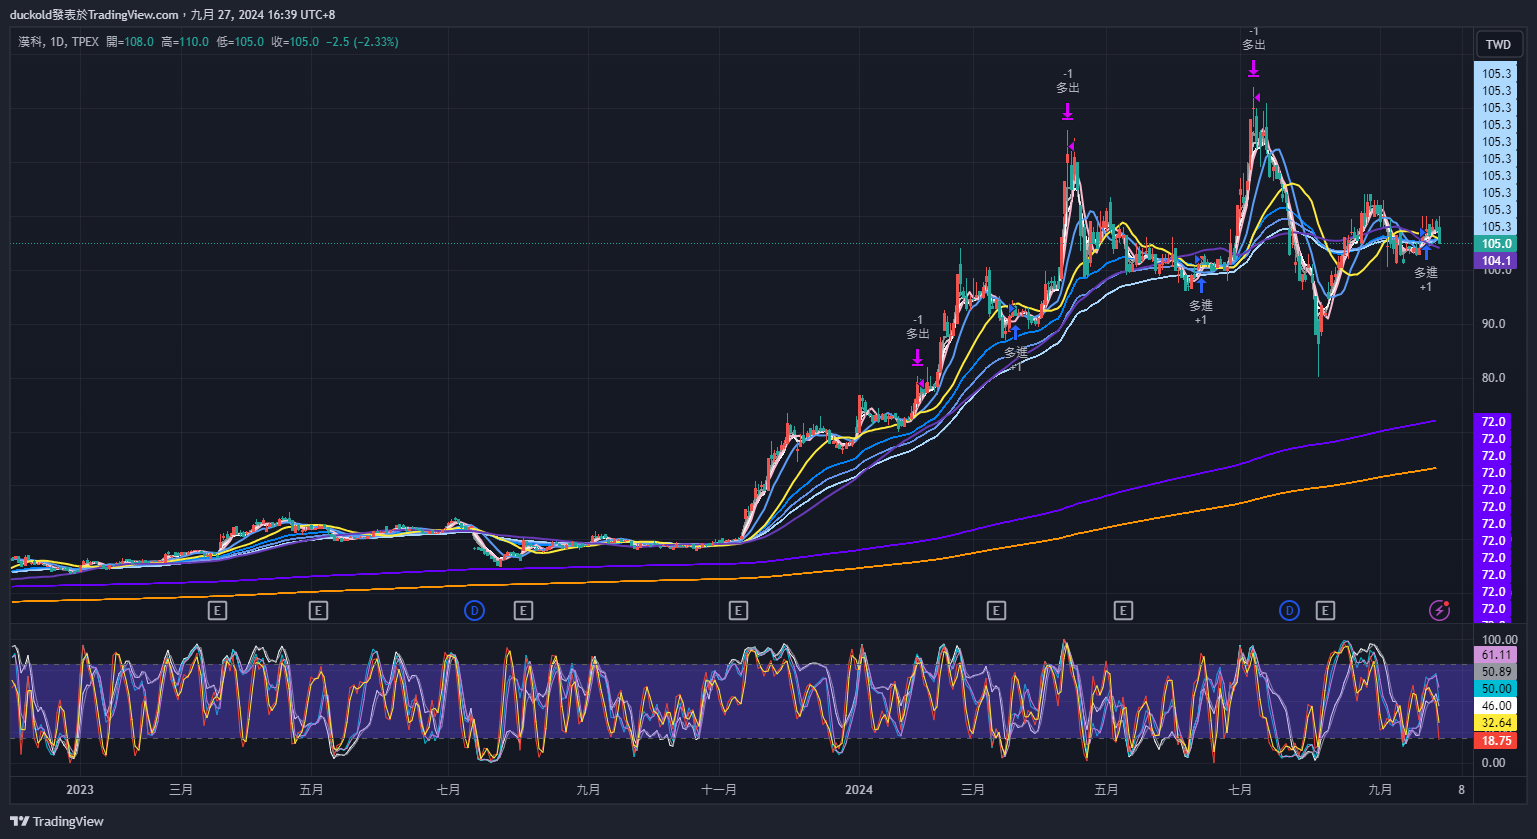 duckold發表於TradingView.com，九月 27, 2024 16:39 UTC+8
漢科, 1D, TPEX 開=108.0 高=110.0 低=105.0 收=105.0 −2.5 (−2.33%)
TWD
-1
多出
-1
多出
-1
多出
多進
+1
多進
+1
多進
+1
105.3
105.3
105.3
105.3
105.3
105.3
105.3
105.3
105.3
105.3
105.0
104.1
100.0
90.0
80.0
72.0
72.0
72.0
72.0
72.0
72.0
72.0
72.0
72.0
72.0
72.0
72.0
E
E
D
E
E
E
E
D
E
100.00
61.11
50.89
50.00
46.00
32.64
18.75
0.00
2023 三月 五月 七月 九月 十一月 2024 三月 五月 七月 九月 8
TradingView